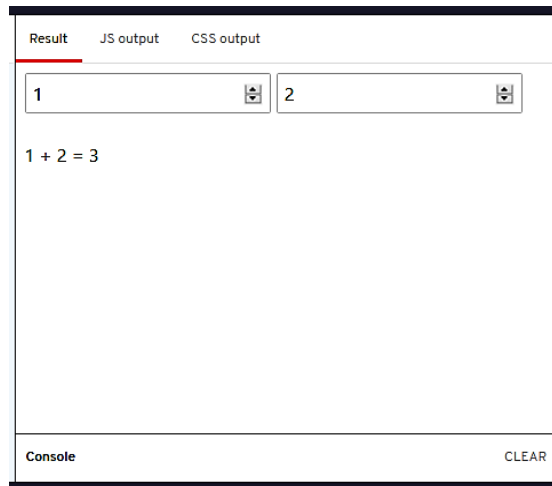 Result JS output CSS output
1 2
1 + 2 = 3
Console CLEAR